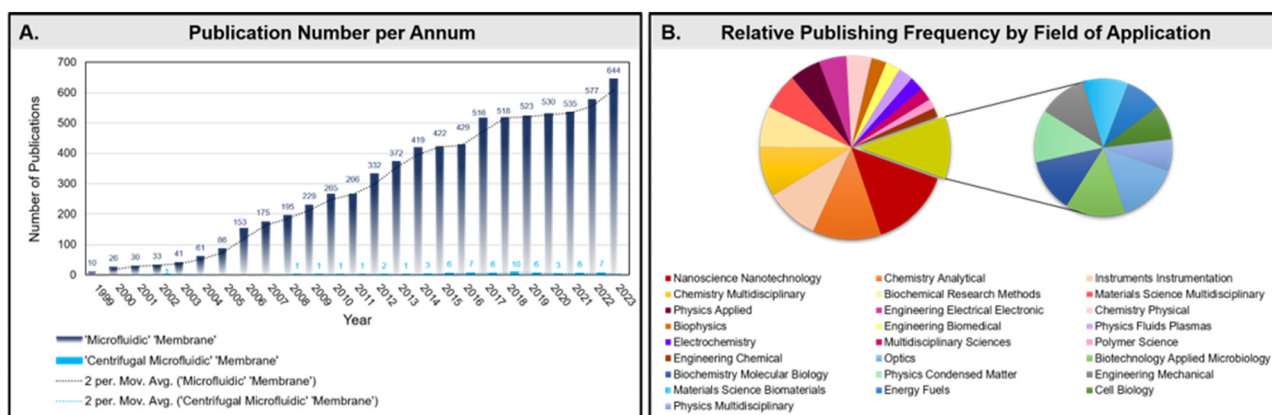 A. Publication Number per Annum
Number of Publications
700
600
500
400
300
200
100
0
10 26 30 33 41 61 86 153 175 195 229 265 266 332 372 419 422 429 516 518 523 530 535 577 644
1 1 1 1 1 2 1 3 6 7 6 10 6 3 6 7
1999 2000 2001 2002 2003 2004 2005 2006 2007 2008 2009 2010 2011 2012 2013 2014 2015 2016 2017 2018 2019 2020 2021 2022 2023
Year
'Microfluidic' 'Membrane'
'Centrifugal Microfluidic' 'Membrane'
2 per. Mov. Avg. ('Microfluidic' 'Membrane')
2 per. Mov. Avg. ('Centrifugal Microfluidic' 'Membrane')
B. Relative Publishing Frequency by Field of Application
Nanoscience Nanotechnology Chemistry Analytical Instruments Instrumentation
Chemistry Multidisciplinary Biochemical Research Methods Materials Science Multidisciplinary
Physics Applied Engineering Electrical Electronic Chemistry Physical
Biophysics Engineering Biomedical Physics Fluids Plasmas
Electrochemistry Multidisciplinary Sciences Polymer Science
Engineering Chemical Optics Biotechnology Applied Microbiology
Biochemistry Molecular Biology Physics Condensed Matter Engineering Mechanical
Materials Science Biomaterials Energy Fuels Cell Biology
Physics Multidisciplinary